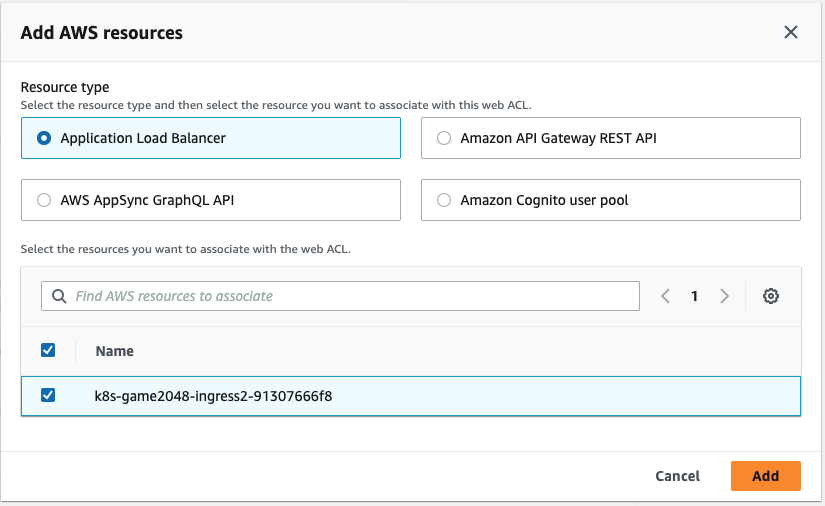 Add AWS resources
Resource type
Select the resource type and then select the resource you want to associate with this web ACL.
Application Load Balancer
Amazon API Gateway REST API
AWS AppSync GraphQL API
Amazon Cognito user pool
Select the resources you want to associate with the web ACL.
Find AWS resources to associate
1
Name
k8s-game2048-ingress2-91307666f8
Cancel
Add